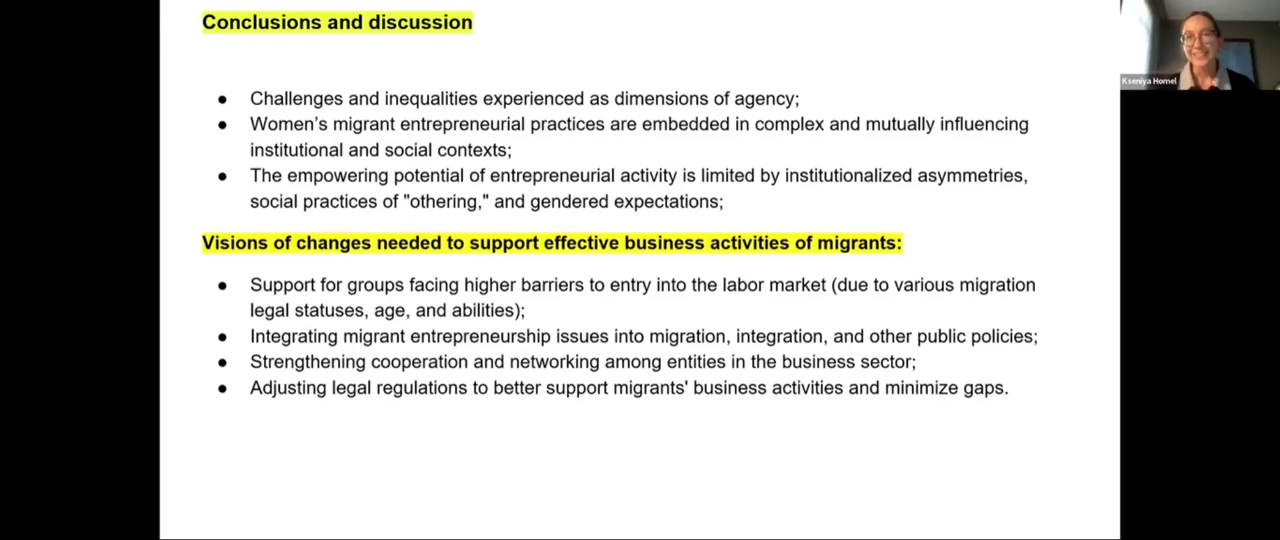 Conclusions and discussion
Kseniya Homel
● Challenges and inequalities experienced as dimensions of agency;
● Women's migrant entrepreneurial practices are embedded in complex and mutually influencing
institutional and social contexts;
● The empowering potential of entrepreneurial activity is limited by institutionalized asymmetries,
social practices of "othering," and gendered expectations;
Visions of changes needed to support effective business activities of migrants:
● Support for groups facing higher barriers to entry into the labor market (due to various migration
legal statuses, age, and abilities);
● Integrating migrant entrepreneurship issues into migration, integration, and other public policies;
● Strengthening cooperation and networking among entities in the business sector;
● Adjusting legal regulations to better support migrants' business activities and minimize gaps.